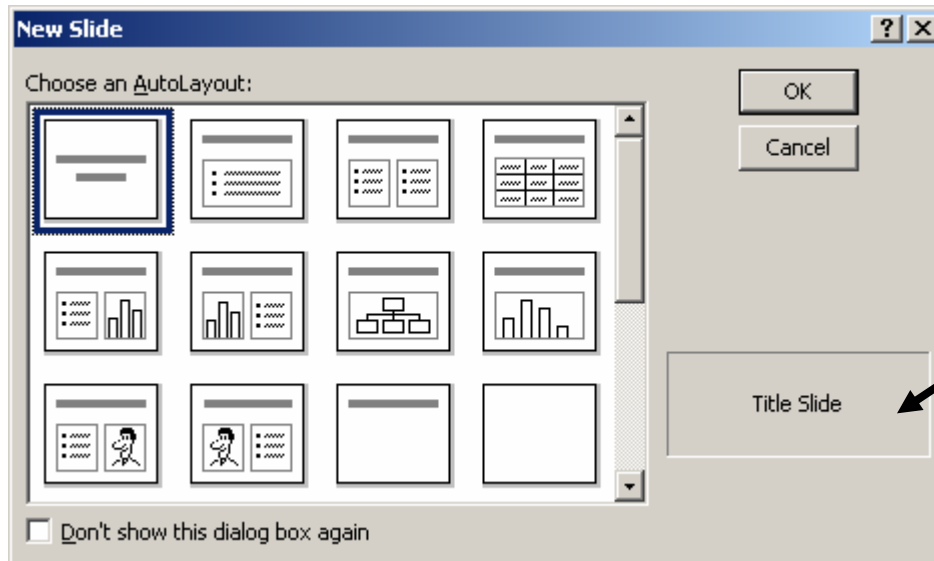 New Slide
Choose an AutoLayout:
OK
Cancel
Title Slide
Don't show this dialog box again